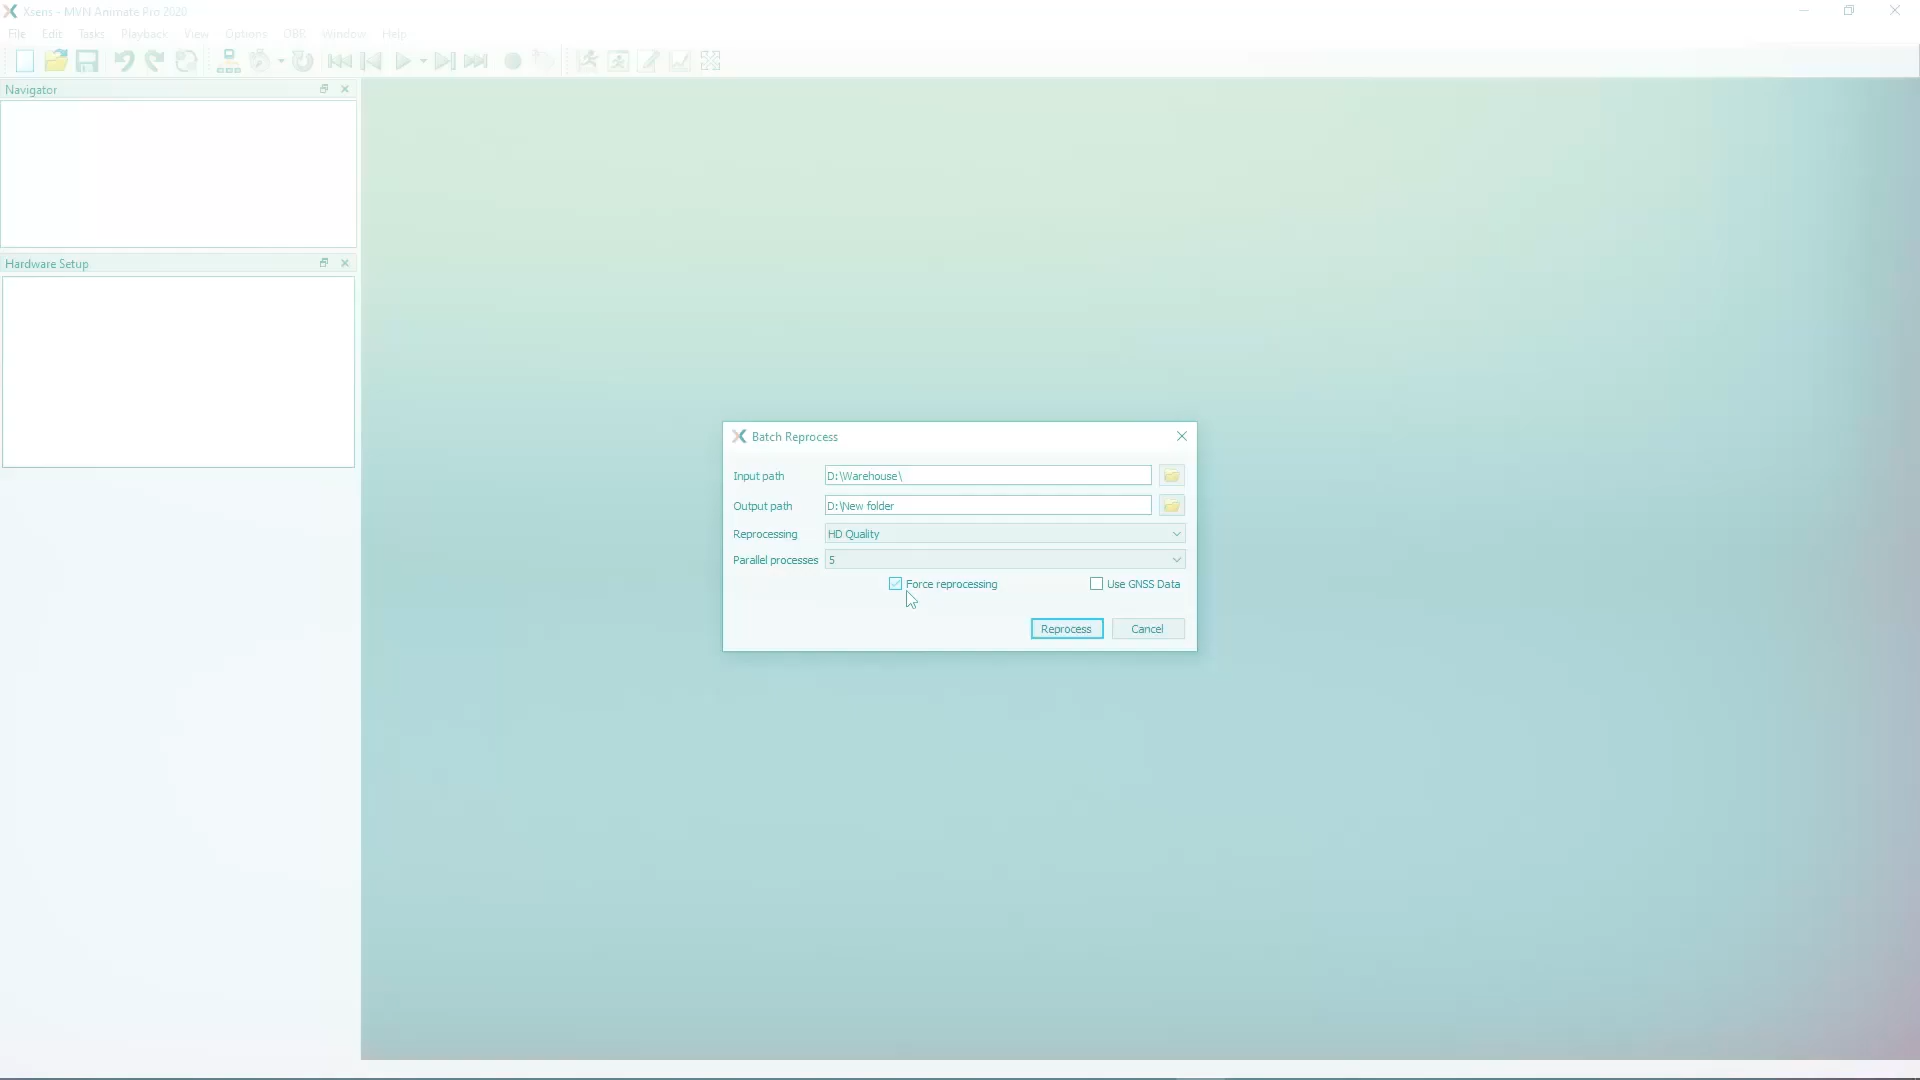 Xsens - MVN Animate Pro 2020
File Edit Tasks Playback View Options OBR Window Help
Navigator
Hardware Setup
Batch Reprocess
Input path D:\Warehouse\
Output path D:\New folder
Reprocessing HD Quality
Parallel processes 5
Force reprocessing Use GNSS Data
Reprocess Cancel